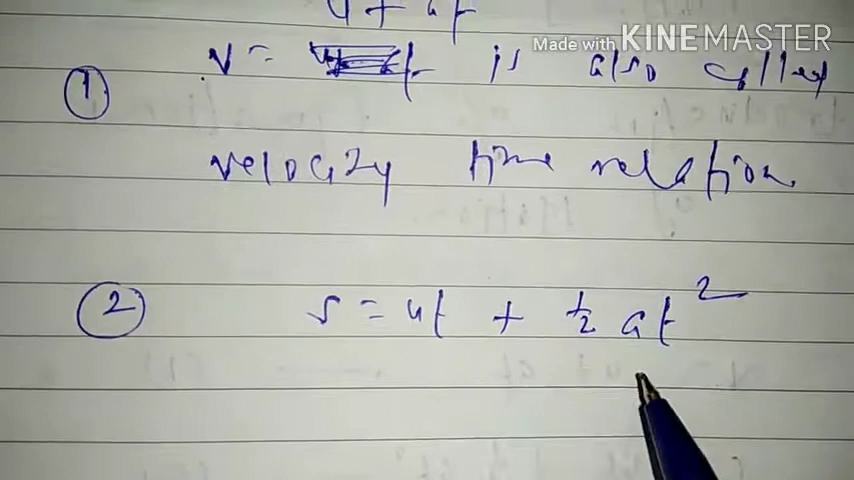 u + at
Made with KINEMASTER
① v = is also called
velocity time relation
② s = ut + ½ at²